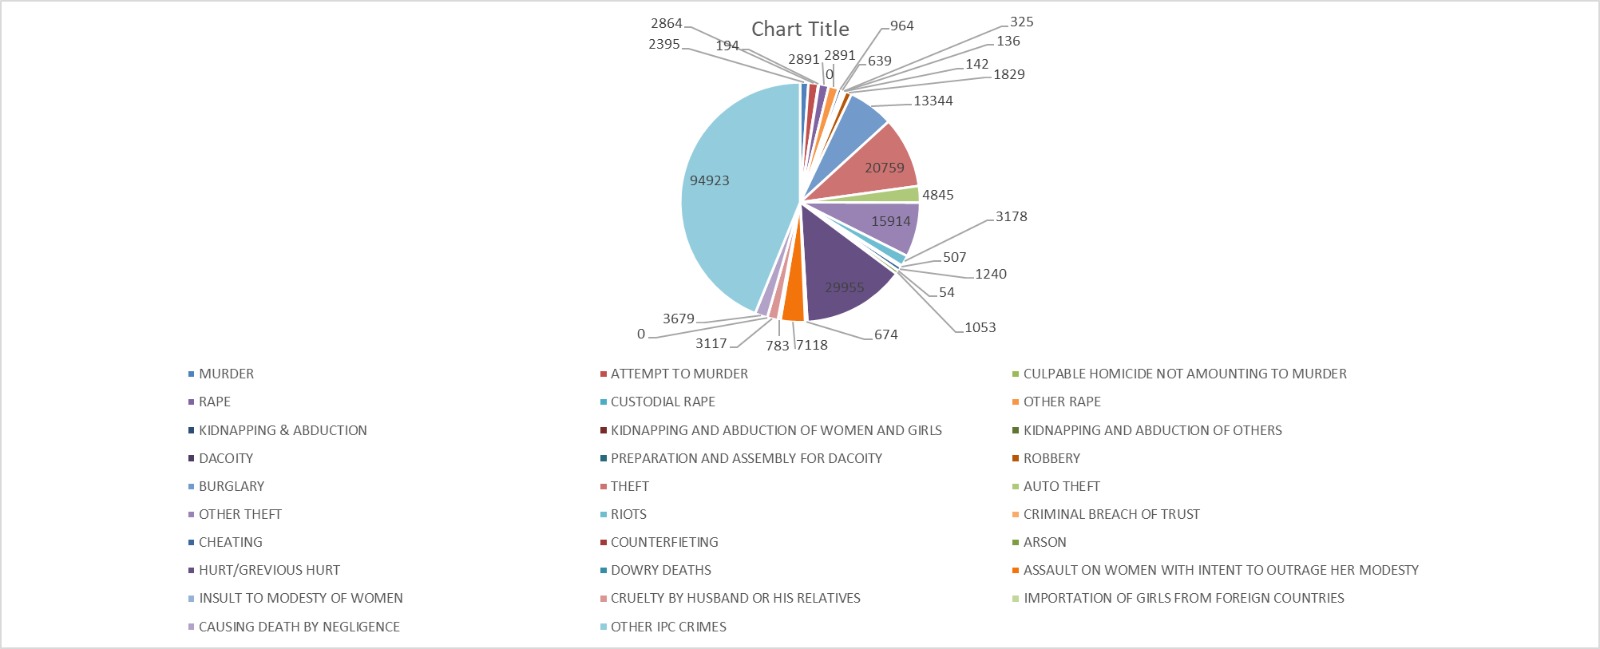 Chart Title
2864
2395
194
2891
2891
0
964
639
325
136
142
1829
13344
20759
4845
15914
3178
507
1240
54
1053
29955
674
7118
783
3117
0
3679
94923
MURDER
ATTEMPT TO MURDER
CULPABLE HOMICIDE NOT AMOUNTING TO MURDER
RAPE
CUSTODIAL RAPE
OTHER RAPE
KIDNAPPING & ABDUCTION
KIDNAPPING AND ABDUCTION OF WOMEN AND GIRLS
KIDNAPPING AND ABDUCTION OF OTHERS
DACOITY
PREPARATION AND ASSEMBLY FOR DACOITY
ROBBERY
BURGLARY
THEFT
AUTO THEFT
OTHER THEFT
RIOTS
CRIMINAL BREACH OF TRUST
CHEATING
COUNTERFIETING
ARSON
HURT/GREVIOUS HURT
DOWRY DEATHS
ASSAULT ON WOMEN WITH INTENT TO OUTRAGE HER MODESTY
INSULT TO MODESTY OF WOMEN
CRUELTY BY HUSBAND OR HIS RELATIVES
IMPORTATION OF GIRLS FROM FOREIGN COUNTRIES
CAUSING DEATH BY NEGLIGENCE
OTHER IPC CRIMES